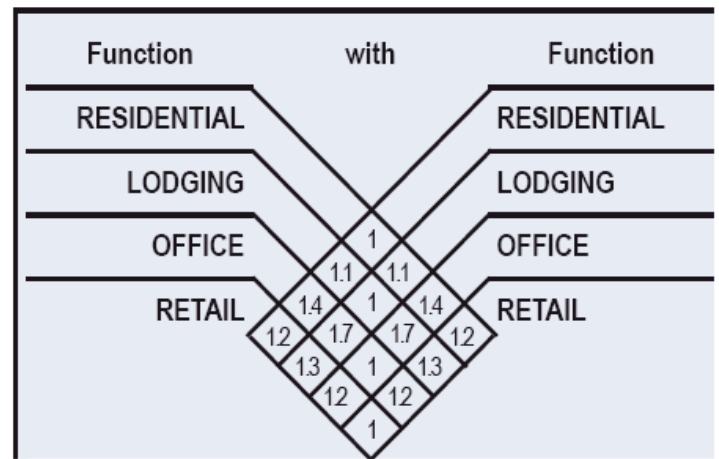 Function with Function
RESIDENTIAL RESIDENTIAL
LODGING LODGING
1
OFFICE OFFICE
1.1 1.1
RETAIL 1.4 1 1.4 RETAIL
1.2 1.7 1.7 1.2
1.3 1 1.3
1.2 1.2
1